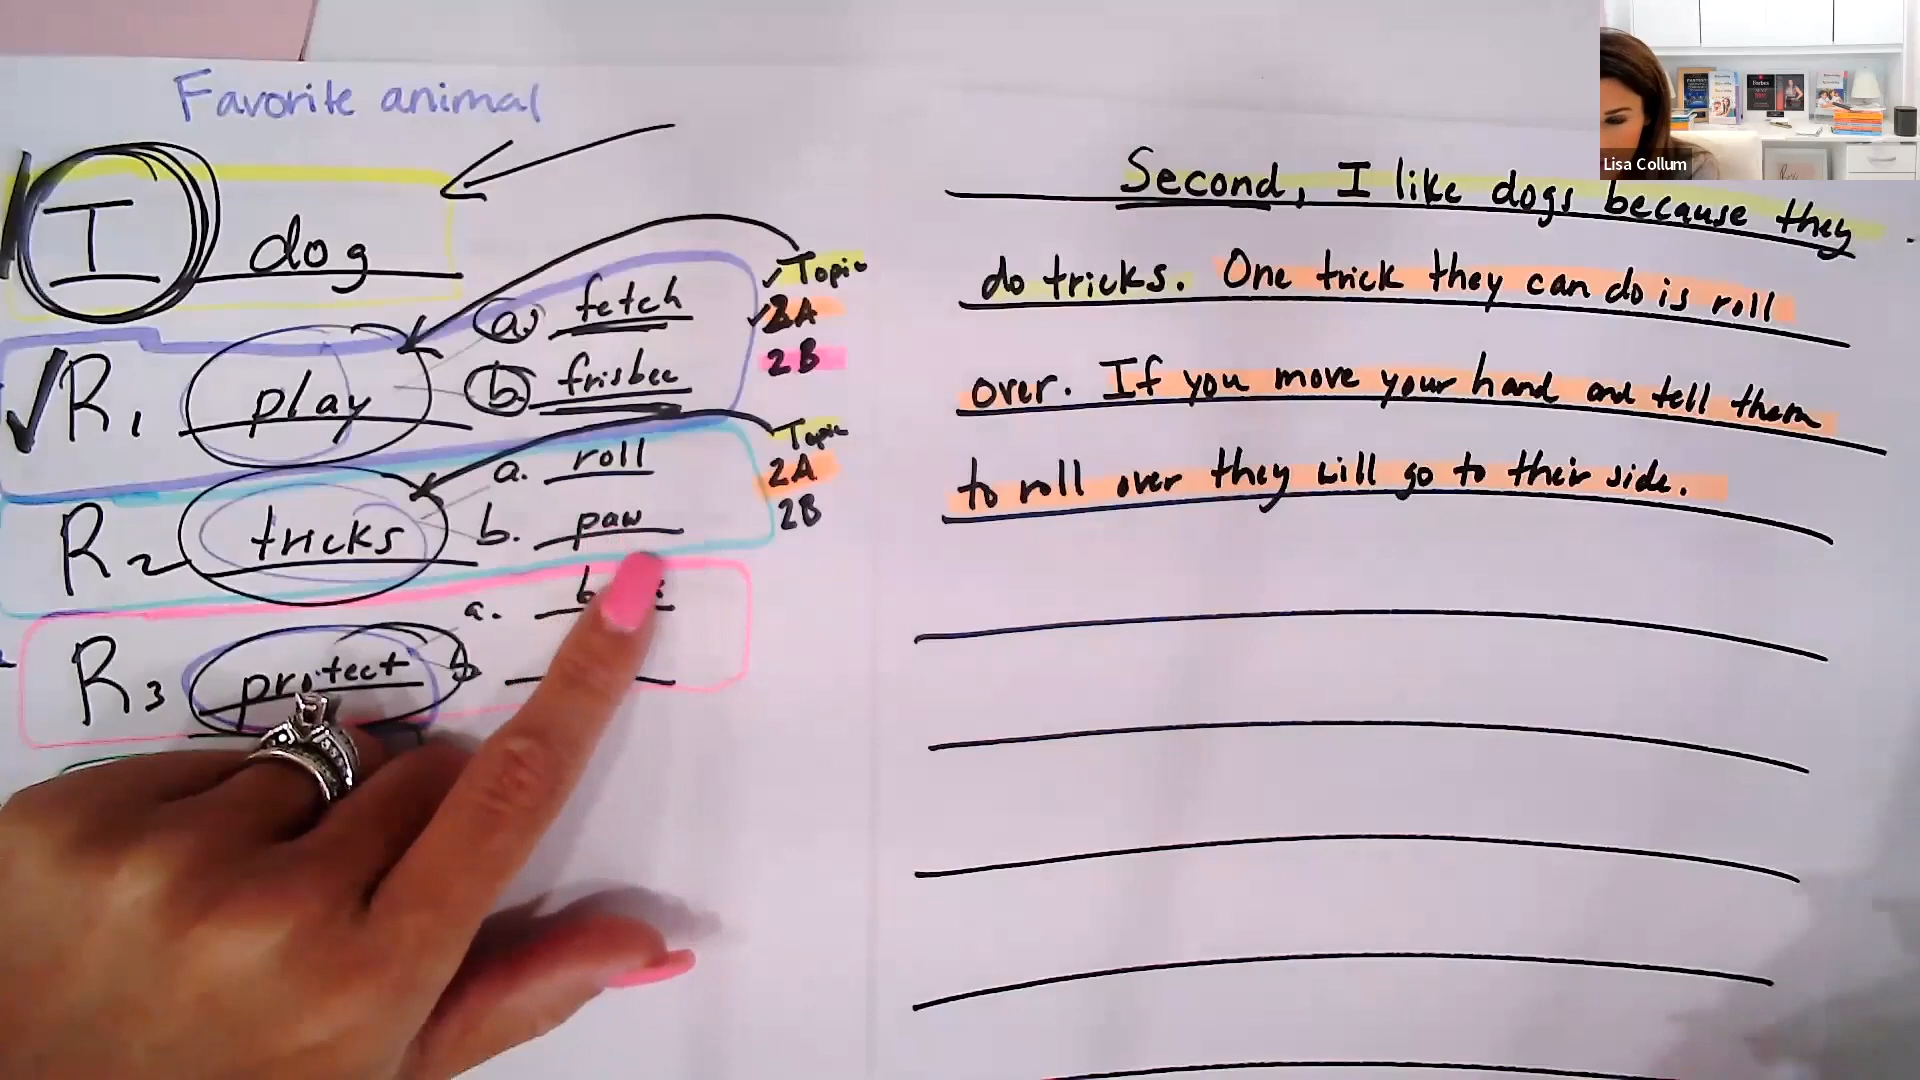 Favorite animal
I dog
a. fetch
b. frisbee
✓ Topic
✓ 2A
2B
✓ R1 play
a. roll
b. paw
Topic
2A
2B
R2 tricks
a.
R3 protect
Second, I like dogs because they
do tricks. One trick they can do is roll
over. If you move your hand and tell them
to roll over they will go to their side.
Lisa Collum
Forbes